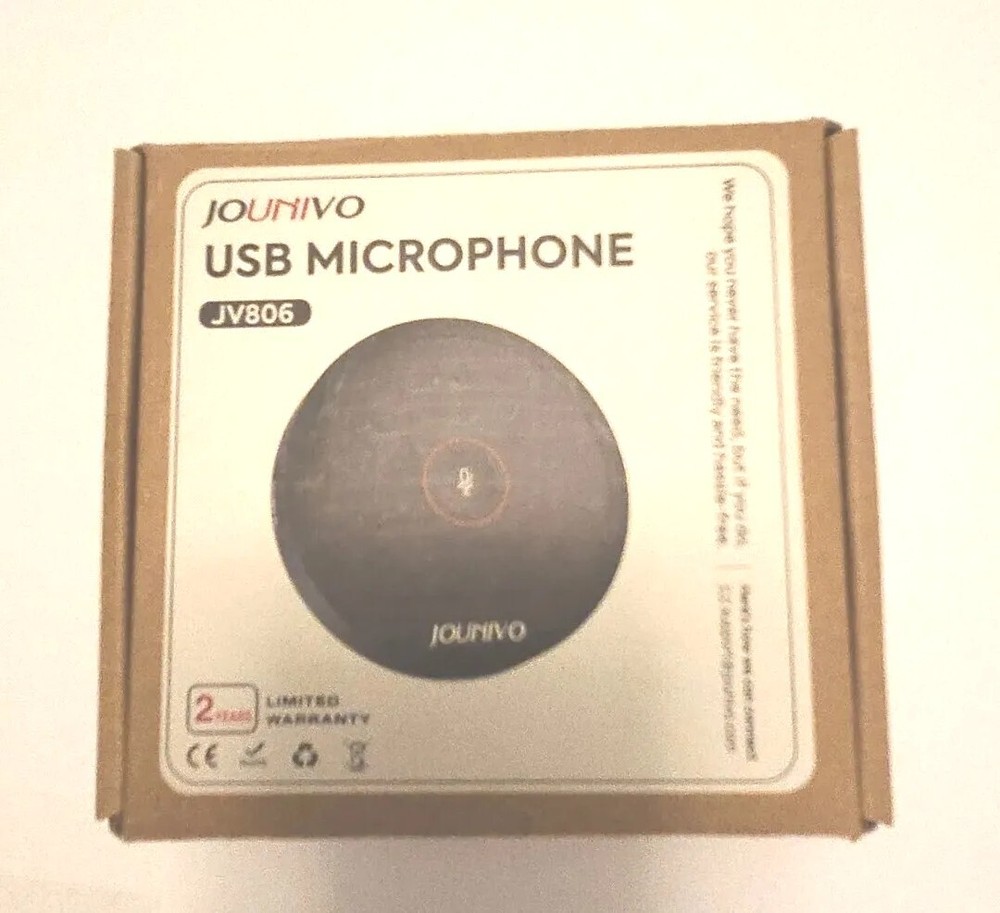 JOUNIVO
USB MICROPHONE
JV806
JOUNIVO
2 YEARS
LIMITED
WARRANTY
CE
We hope you never have the need. But if you do,
our service is friendly and hassle-free.
Here's how we can connect